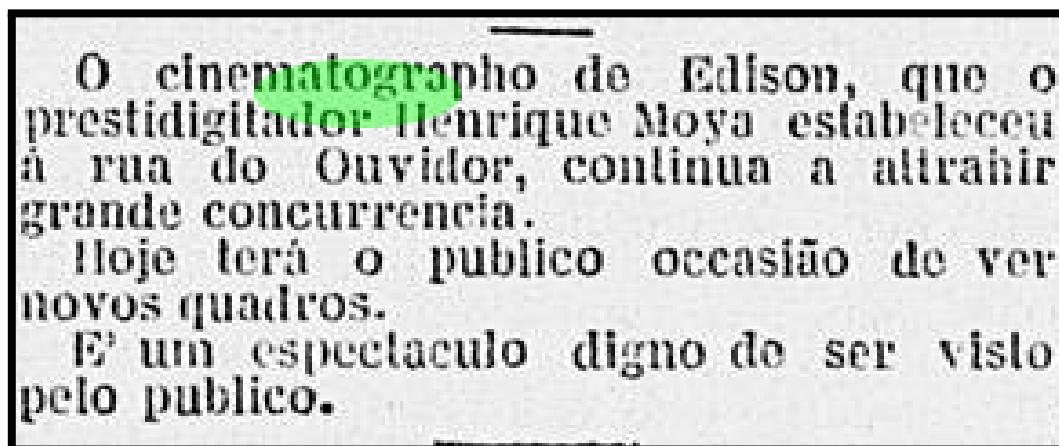 O cinematographo de Edison, que o
prestidigitador Henrique Moya estabeleceu
á rua do Ouvidor, continua a attrahir
grande concurrencia.
Hoje terá o publico occasião de ver
novos quadros.
E' um espectaculo digno de ser visto
pelo publico.